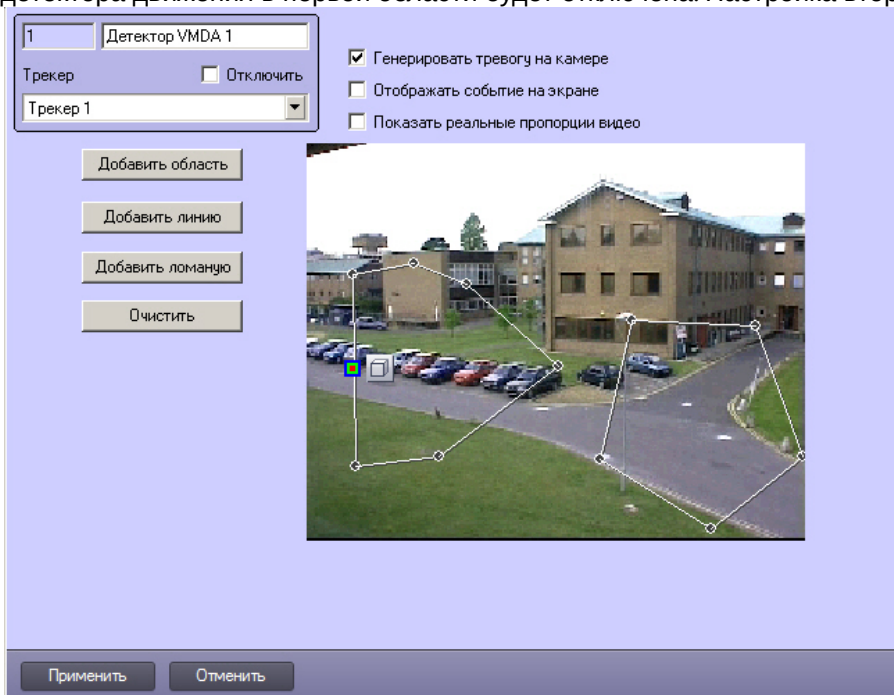 детектора движения в первой области будет отключена. Настройка втор
1
Детектор VMDA 1
Трекер
Отключить
Трекер 1
Генерировать тревогу на камере
Отображать событие на экране
Показать реальные пропорции видео
Добавить область
Добавить линию
Добавить ломаную
Очистить
Применить
Отменить